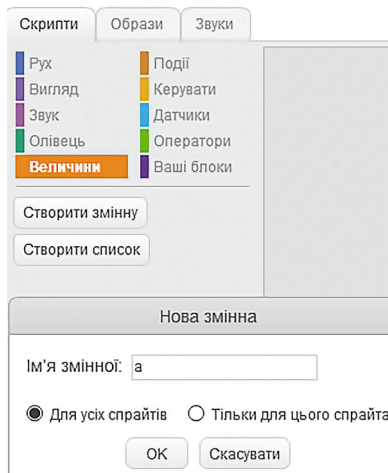 Скрипти Образи Звуки
Рух Події
Вигляд Керувати
Звук Датчики
Олівець Оператори
Величини Ваші блоки
Створити змінну
Створити список
Нова змінна
Ім'я змінної: a
Для усіх спрайтів Тільки для цього спрайта
OK Скасувати